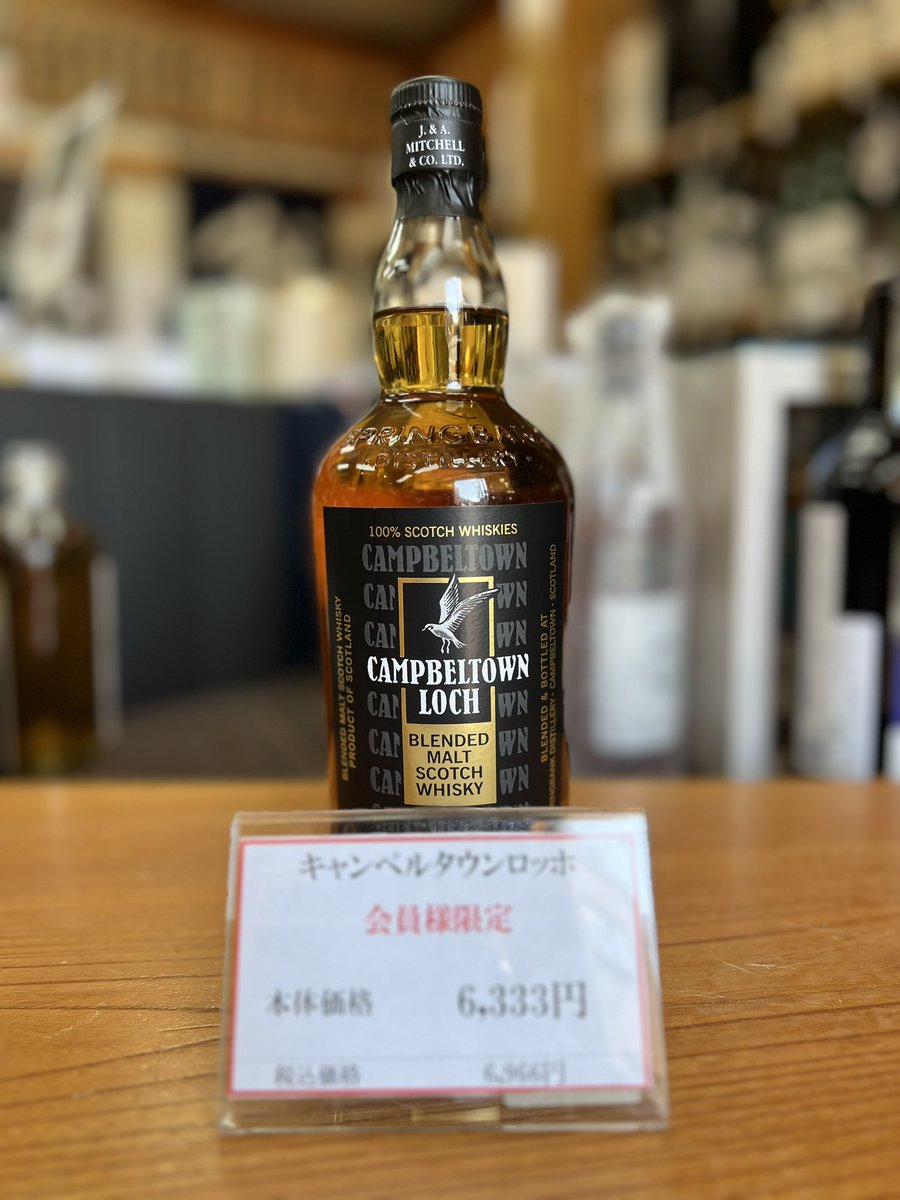 J. & A.
MITCHELL
& CO. LTD.
SPRINGBAN
DISTILLERY
100% SCOTCH WHISKIES
CAMPBELTOWN
CAMPBELTOWN
LOCH
BLENDED
MALT
SCOTCH
WHISKY
BLENDED MALT SCOTCH WHISKY
PRODUCT OF SCOTLAND
BLENDED & BOTTLED AT
RINGBANK DISTILLERY · CAMPBELTOWN · SCOTLAND
キャンベルタウンロッホ
会員様限定
本体価格 6,333円
税込価格 6,966円